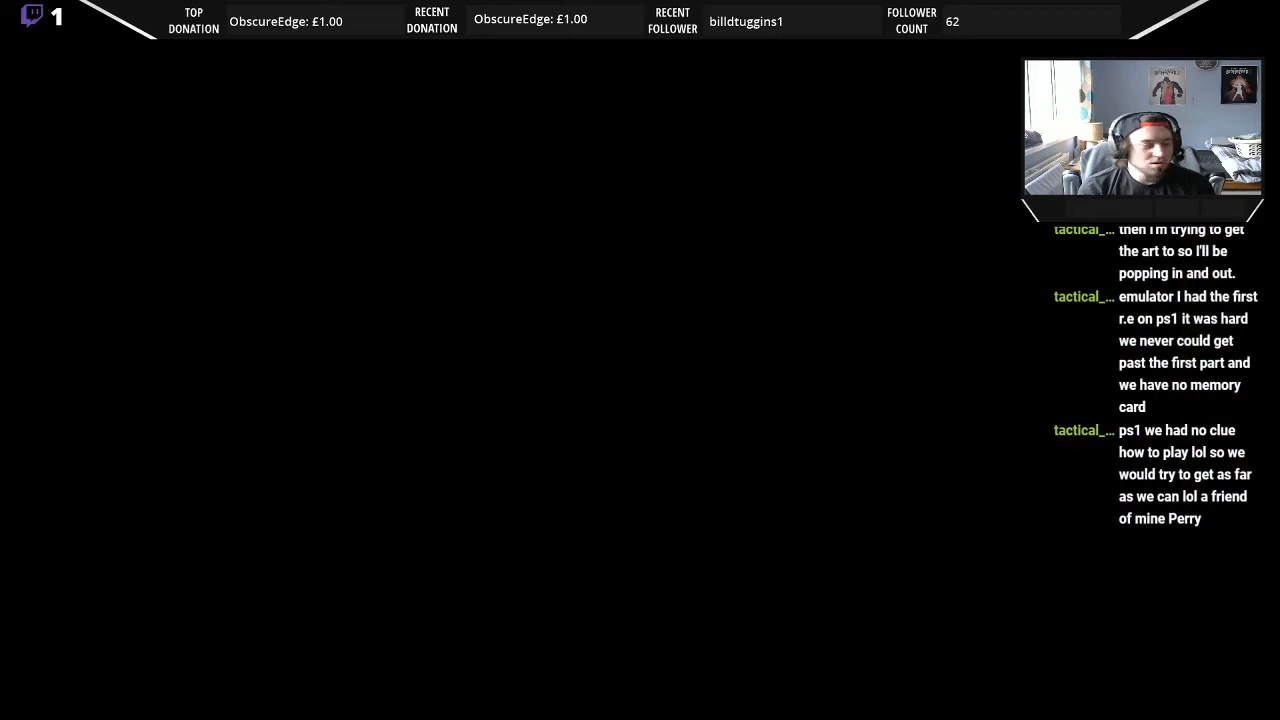 1
TOP
DONATION
ObscureEdge: £1.00
RECENT
DONATION
ObscureEdge: £1.00
RECENT
FOLLOWER
billdtuggins1
FOLLOWER
COUNT
62
tactical_... then I'm trying to get
the art to so I'll be
popping in and out.
tactical_... emulator I had the first
r.e on ps1 it was hard
we never could get
past the first part and
we have no memory
card
tactical_... ps1 we had no clue
how to play lol so we
would try to get as far
as we can lol a friend
of mine Perry